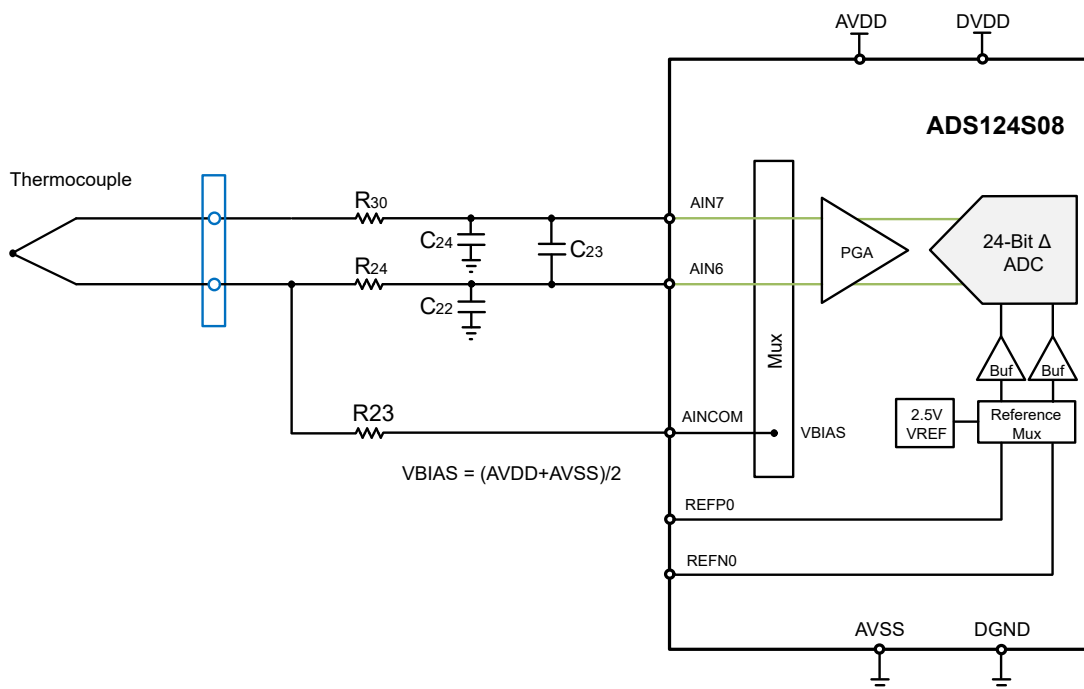 AVDD
DVDD
ADS124S08
Thermocouple
R30
AIN7
C24
C23
PGA
24-Bit Δ
ADC
R24
AIN6
C22
Mux
Buf
Buf
R23
AINCOM
VBIAS
2.5V
VREF
Reference
Mux
VBIAS = (AVDD+AVSS)/2
REFP0
REFN0
AVSS
DGND